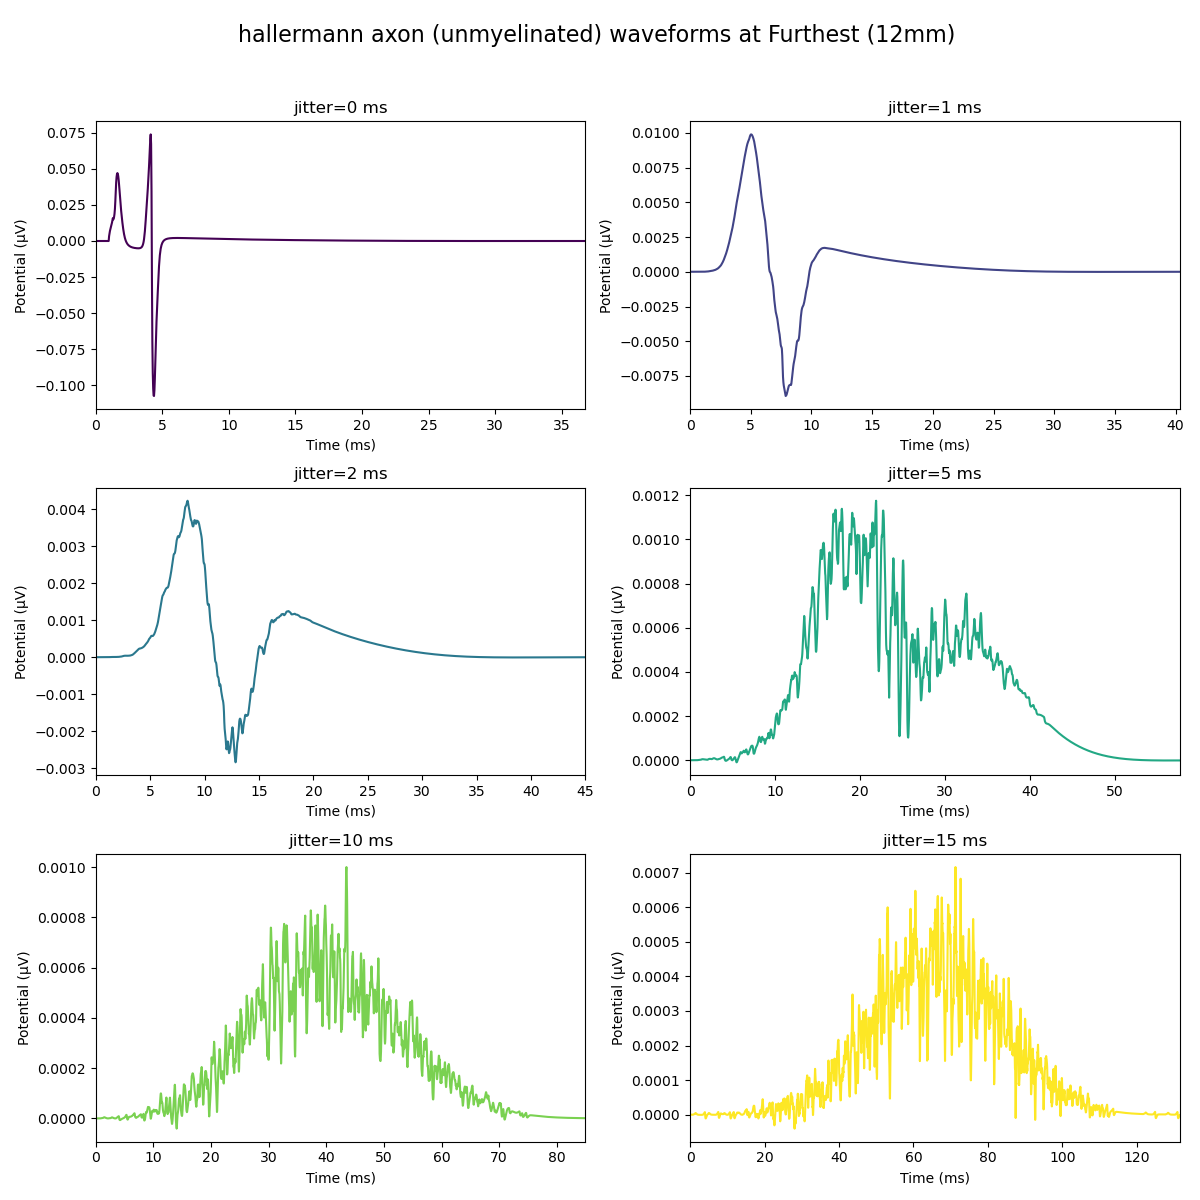 hallermann axon (unmyelinated) waveforms at Furthest (12mm)
jitter=0 ms
0.075
0.050
0.025
0.000
−0.025
−0.050
−0.075
−0.100
Potential (μV)
0 5 10 15 20 25 30 35
Time (ms)
jitter=1 ms
0.0100
0.0075
0.0050
0.0025
0.0000
−0.0025
−0.0050
−0.0075
Potential (μV)
0 5 10 15 20 25 30 35 40
Time (ms)
jitter=2 ms
0.004
0.003
0.002
0.001
0.000
−0.001
−0.002
−0.003
Potential (μV)
0 5 10 15 20 25 30 35 40 45
Time (ms)
jitter=5 ms
0.0012
0.0010
0.0008
0.0006
0.0004
0.0002
0.0000
Potential (μV)
0 10 20 30 40 50
Time (ms)
jitter=10 ms
0.0010
0.0008
0.0006
0.0004
0.0002
0.0000
Potential (μV)
0 10 20 30 40 50 60 70 80
Time (ms)
jitter=15 ms
0.0007
0.0006
0.0005
0.0004
0.0003
0.0002
0.0001
0.0000
Potential (μV)
0 20 40 60 80 100 120
Time (ms)